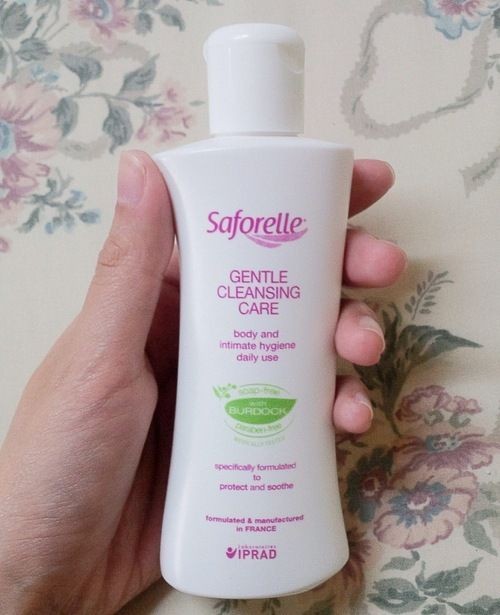 Saforelle
GENTLE
CLEANSING
CARE
body and
intimate hygiene
daily use
soap-free
with
BURDOCK
paraben-free
specifically formulated
to
protect and soothe
formulated & manufactured
in FRANCE
Laboratoires
IPRAD